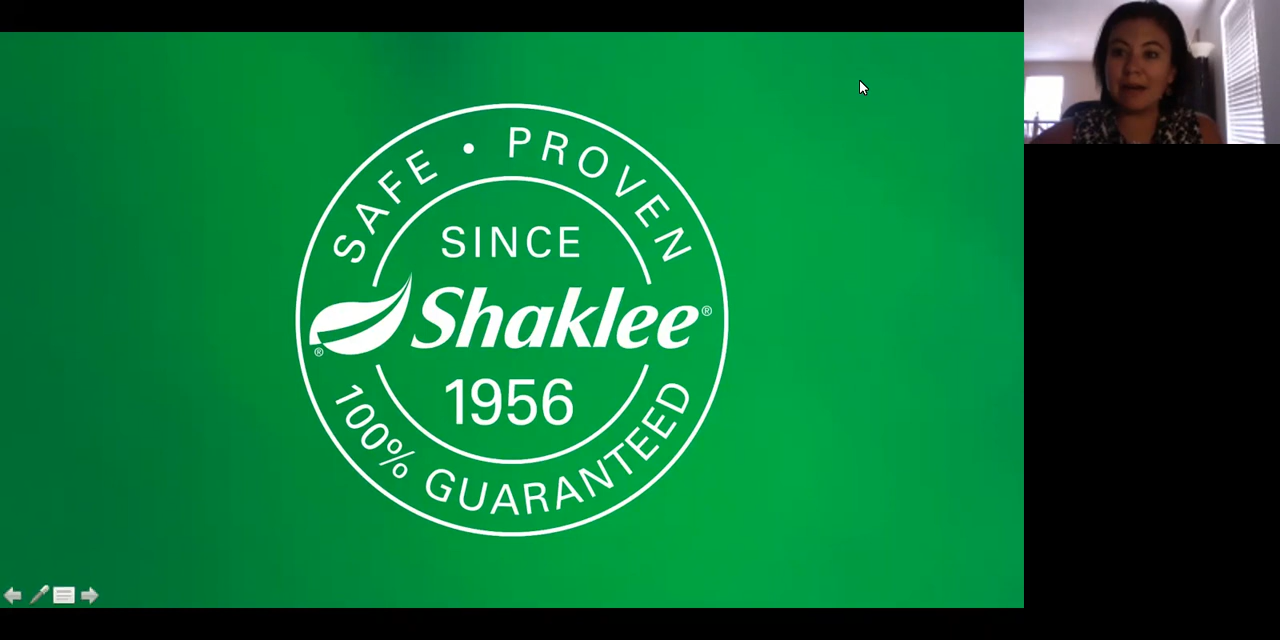 SAFE • PROVEN
SINCE
Shaklee®
®
1956
100% GUARANTEED